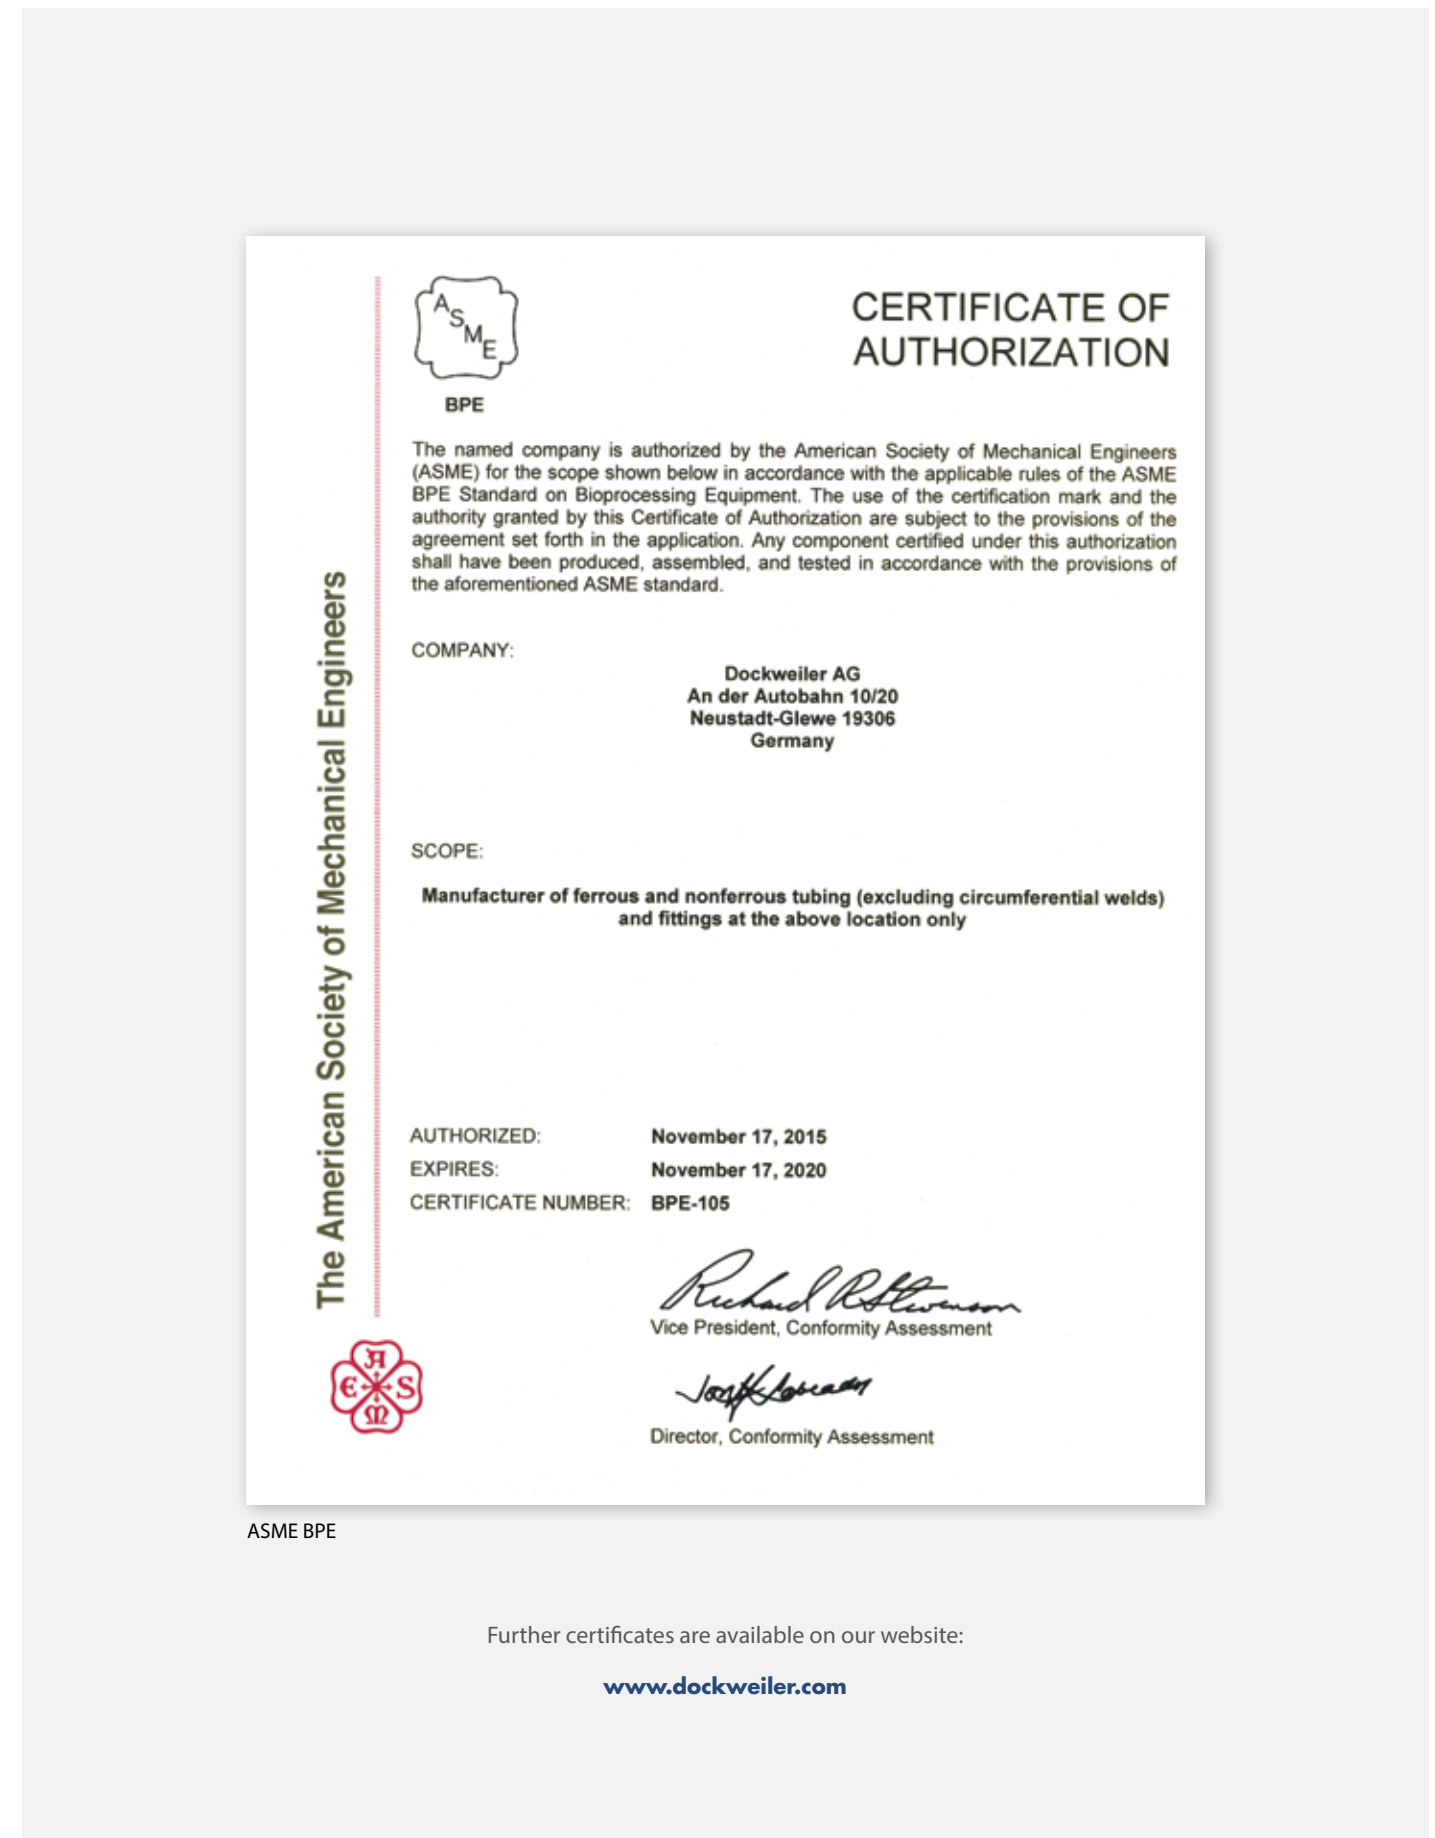 ASME
BPE
CERTIFICATE OF
AUTHORIZATION
The named company is authorized by the American Society of Mechanical Engineers
(ASME) for the scope shown below in accordance with the applicable rules of the ASME
BPE Standard on Bioprocessing Equipment. The use of the certification mark and the
authority granted by this Certificate of Authorization are subject to the provisions of the
agreement set forth in the application. Any component certified under this authorization
shall have been produced, assembled, and tested in accordance with the provisions of
the aforementioned ASME standard.
COMPANY:
Dockweiler AG
An der Autobahn 10/20
Neustadt-Glewe 19306
Germany
SCOPE:
Manufacturer of ferrous and nonferrous tubing (excluding circumferential welds)
and fittings at the above location only
AUTHORIZED: November 17, 2015
EXPIRES: November 17, 2020
CERTIFICATE NUMBER: BPE-105
Richard R Stevenson
Vice President, Conformity Assessment
Director, Conformity Assessment
The American Society of Mechanical Engineers
ASME
ASME BPE
Further certificates are available on our website:
www.dockweiler.com